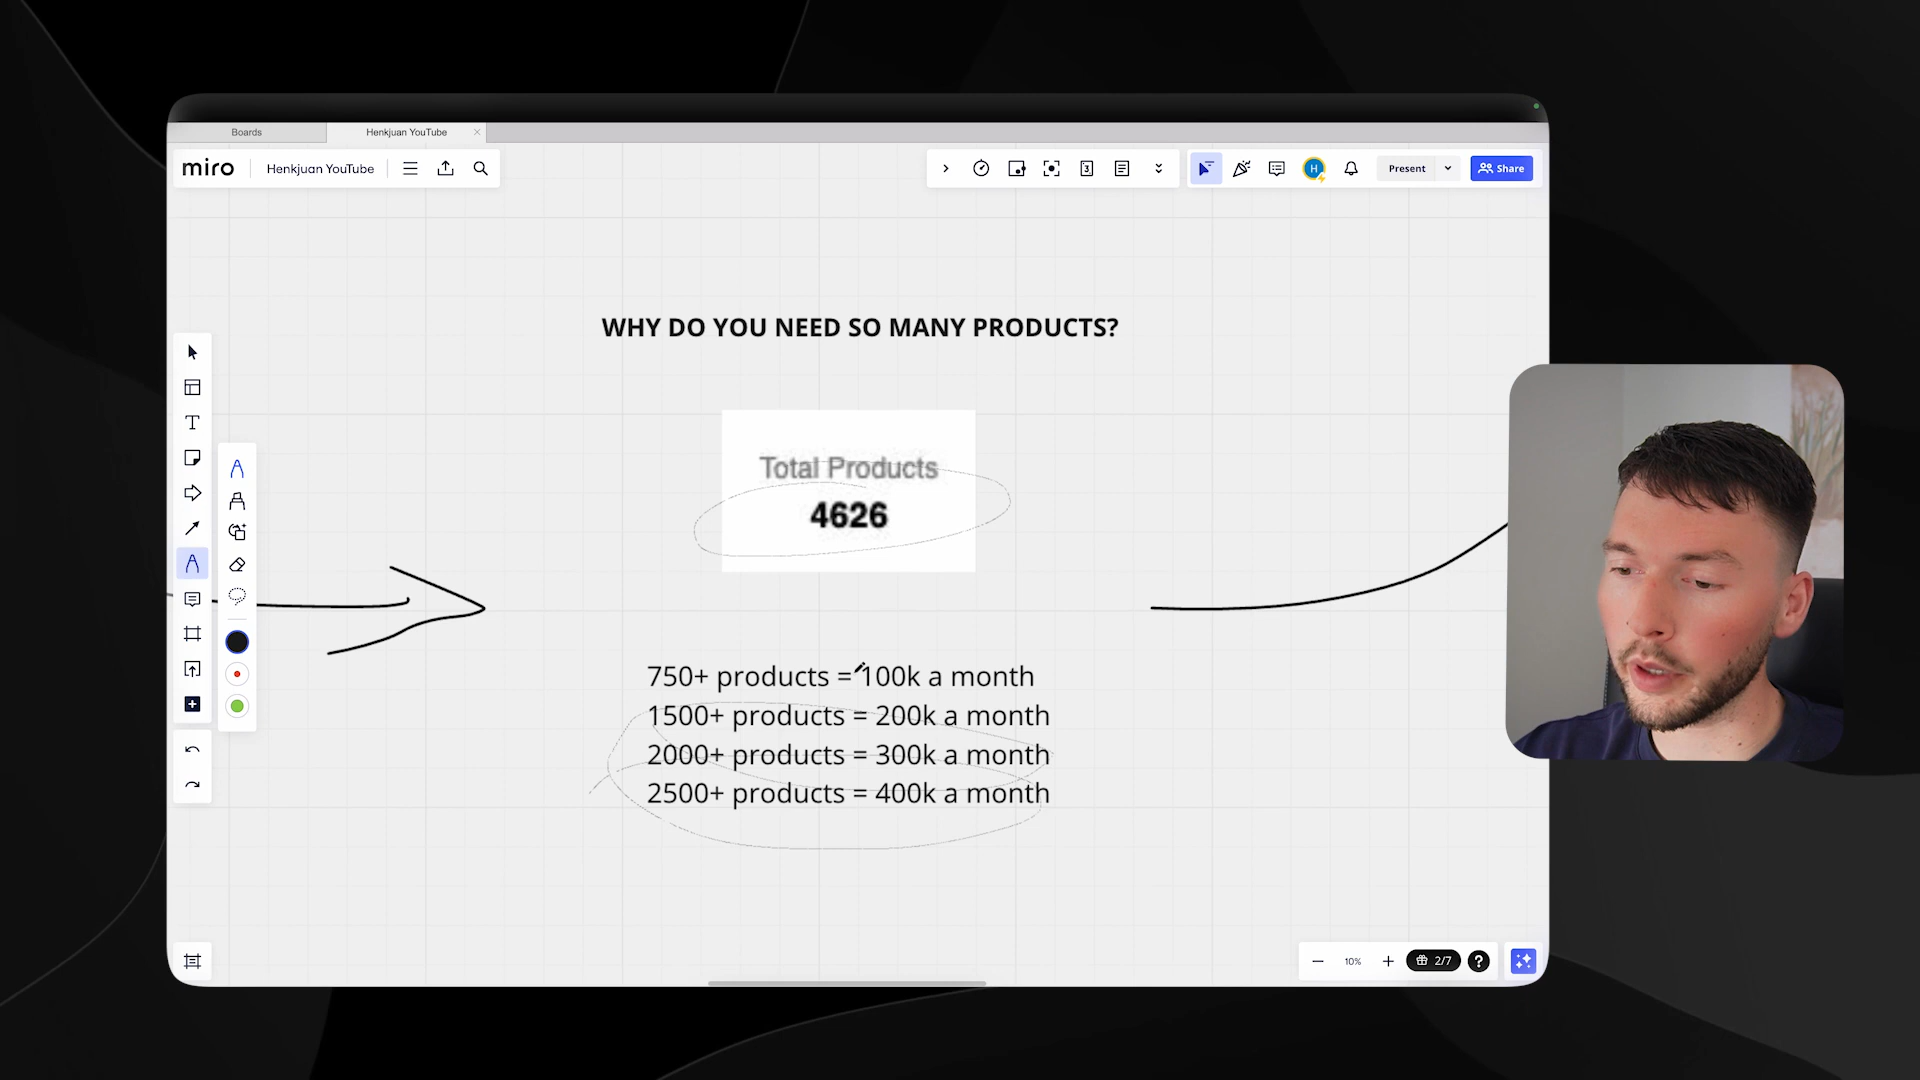 Boards
Henkjuan YouTube
miro
Henkjuan YouTube
3
H
Present
Share
WHY DO YOU NEED SO MANY PRODUCTS?
Total Products
4626
750+ products = 100k a month
1500+ products = 200k a month
2000+ products = 300k a month
2500+ products = 400k a month
10%
2/7
?